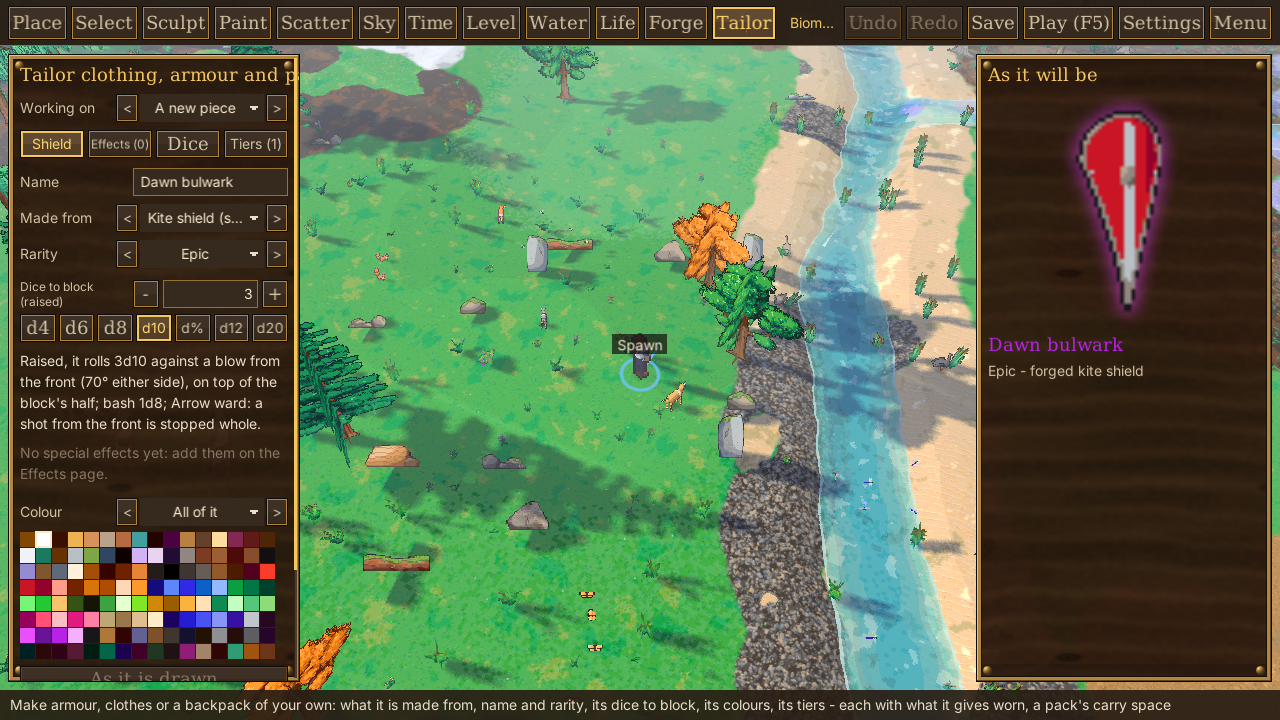 Place Select Sculpt Paint Scatter Sky Time Level Water Life Forge Tailor Biom... Undo Redo Save Play (F5) Settings Menu
Tailor clothing, armour and p
Working on < A new piece >
Shield Effects (0) Dice Tiers (1)
Name Dawn bulwark
Made from < Kite shield (s... >
Rarity < Epic >
Dice to block (raised) - 3 +
d4 d6 d8 d10 d% d12 d20
Raised, it rolls 3d10 against a blow from
the front (70° either side), on top of the
block's half; bash 1d8; Arrow ward: a
shot from the front is stopped whole.
No special effects yet: add them on the
Effects page.
Colour < All of it >
As it is drawn
Spawn
As it will be
Dawn bulwark
Epic - forged kite shield
Make armour, clothes or a backpack of your own: what it is made from, name and rarity, its dice to block, its colours, its tiers - each with what it gives worn, a pack's carry space